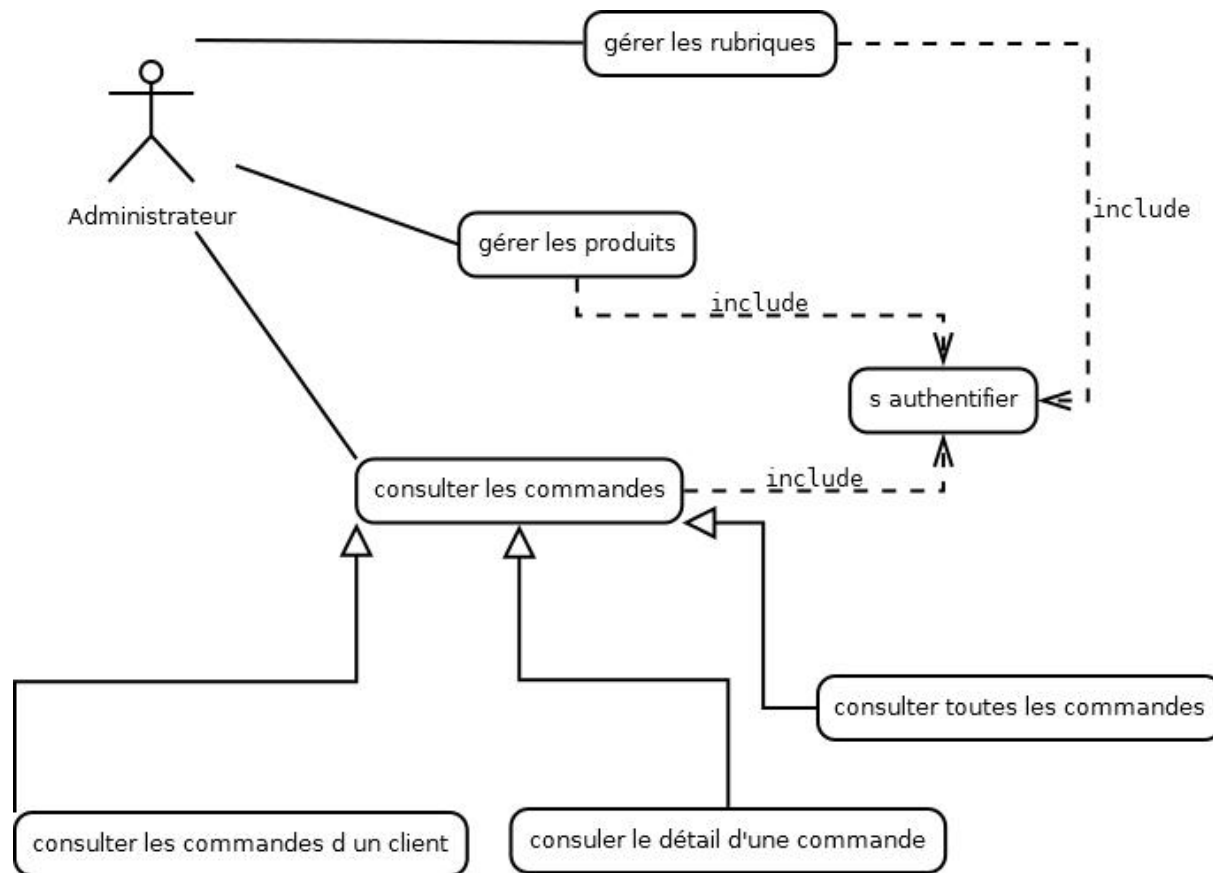 gérer les rubriques
Administrateur
include
gérer les produits
include
s authentifier
include
consulter les commandes
consulter toutes les commandes
consulter les commandes d un client
consuler le détail d'une commande